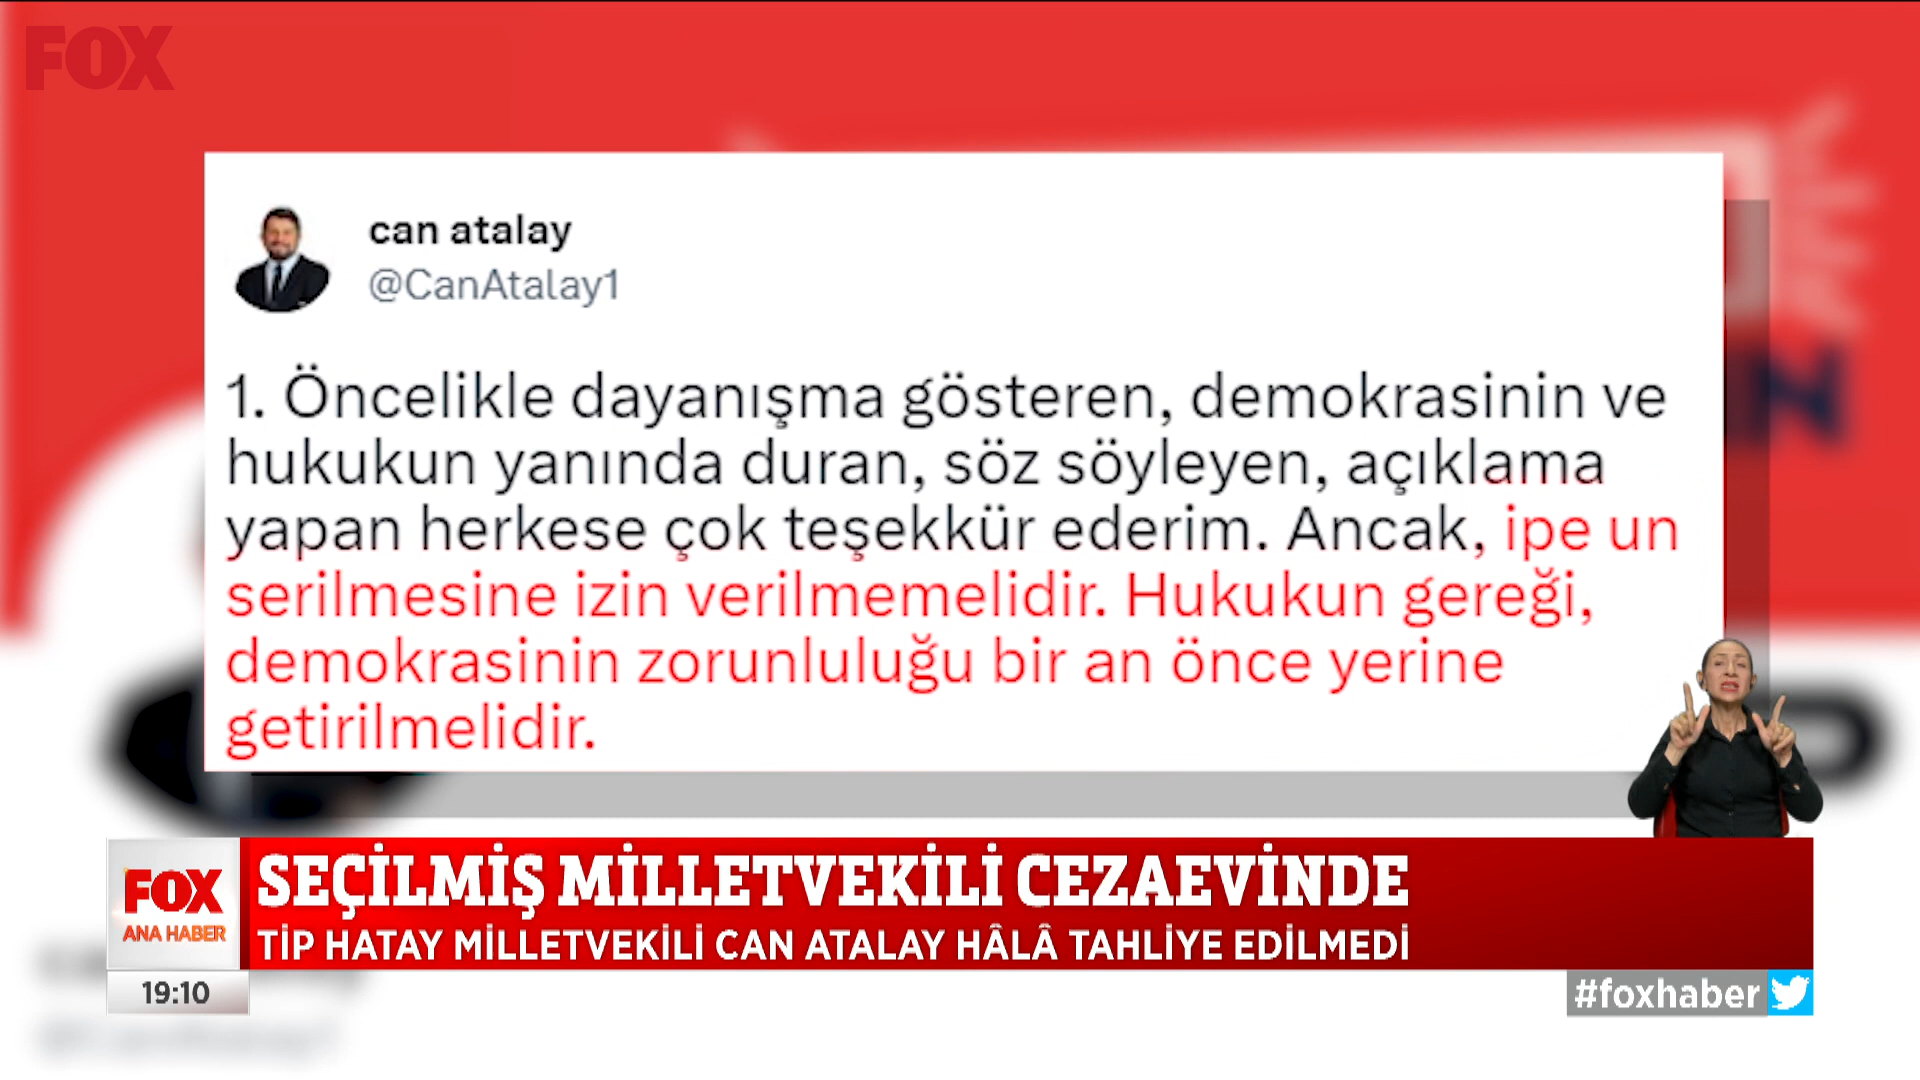 FOX
can atalay
@CanAtalay1
1. Öncelikle dayanışma gösteren, demokrasinin ve
hukukun yanında duran, söz söyleyen, açıklama
yapan herkese çok teşekkür ederim. Ancak, ipe un
serilmesine izin verilmemelidir. Hukukun gereği,
demokrasinin zorunluluğu bir an önce yerine
getirilmelidir.
FOX
ANA HABER
SEÇİLMİŞ MİLLETVEKİLİ CEZAEVİNDE
TİP HATAY MİLLETVEKİLİ CAN ATALAY HÂLÂ TAHLİYE EDİLMEDİ
19:10
#foxhaber